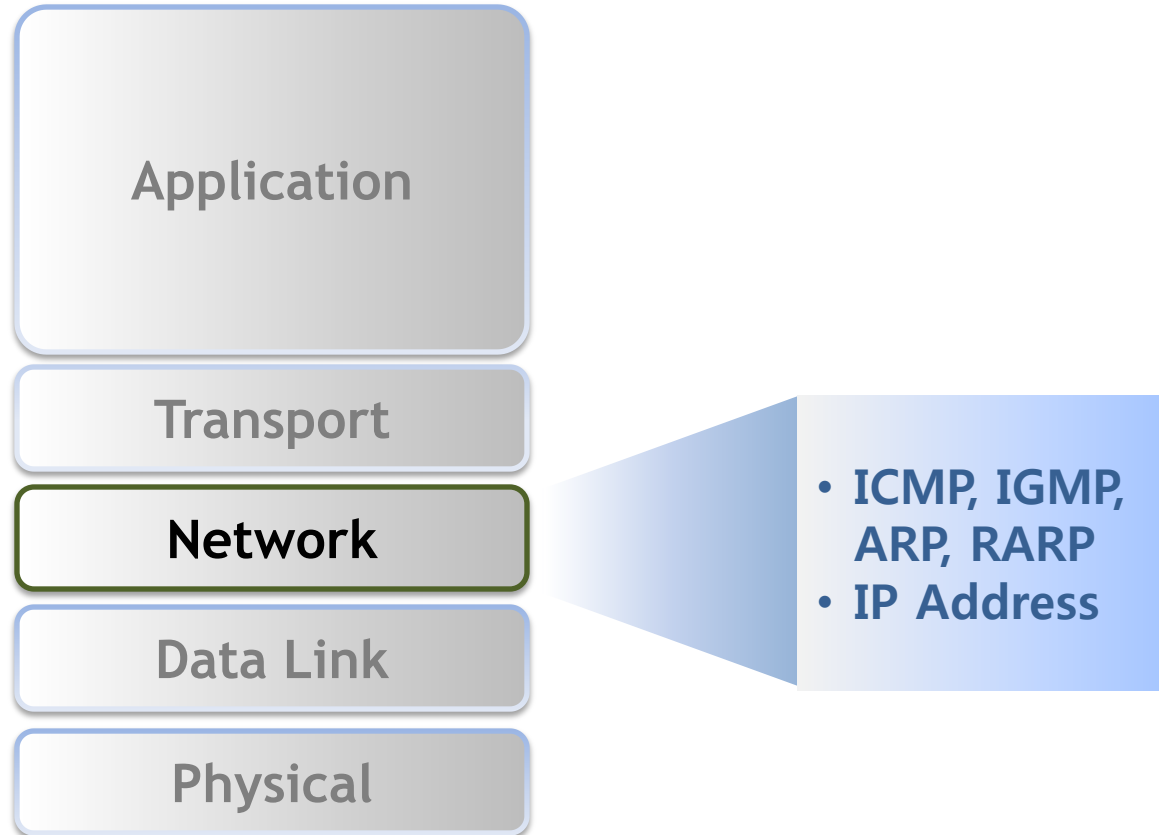 Application
Transport
Network
• ICMP, IGMP,
ARP, RARP
• IP Address
Data Link
Physical